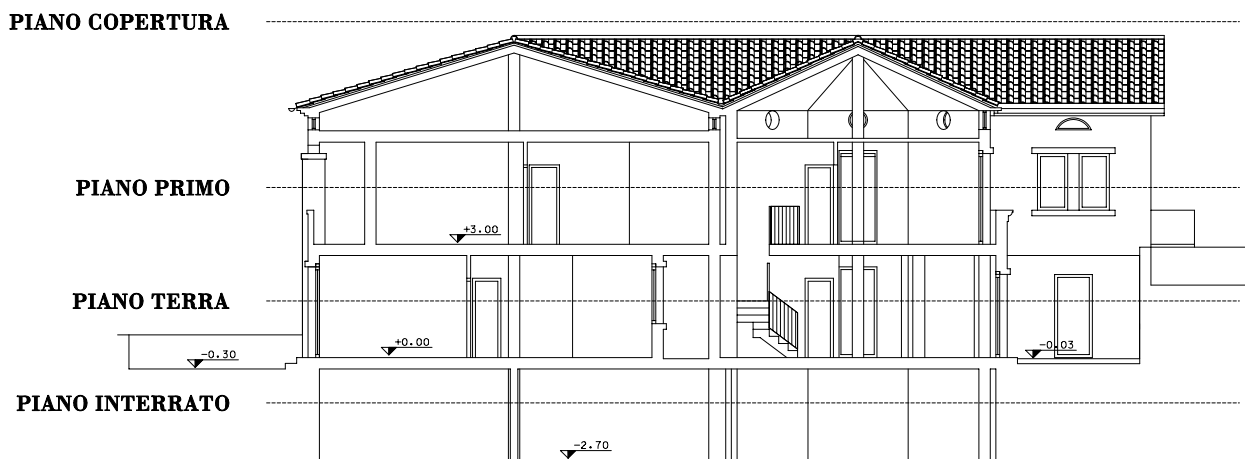 PIANO COPERTURA
PIANO PRIMO
+3.00
PIANO TERRA
+0.00
-0.30
-0.03
PIANO INTERRATO
-2.70